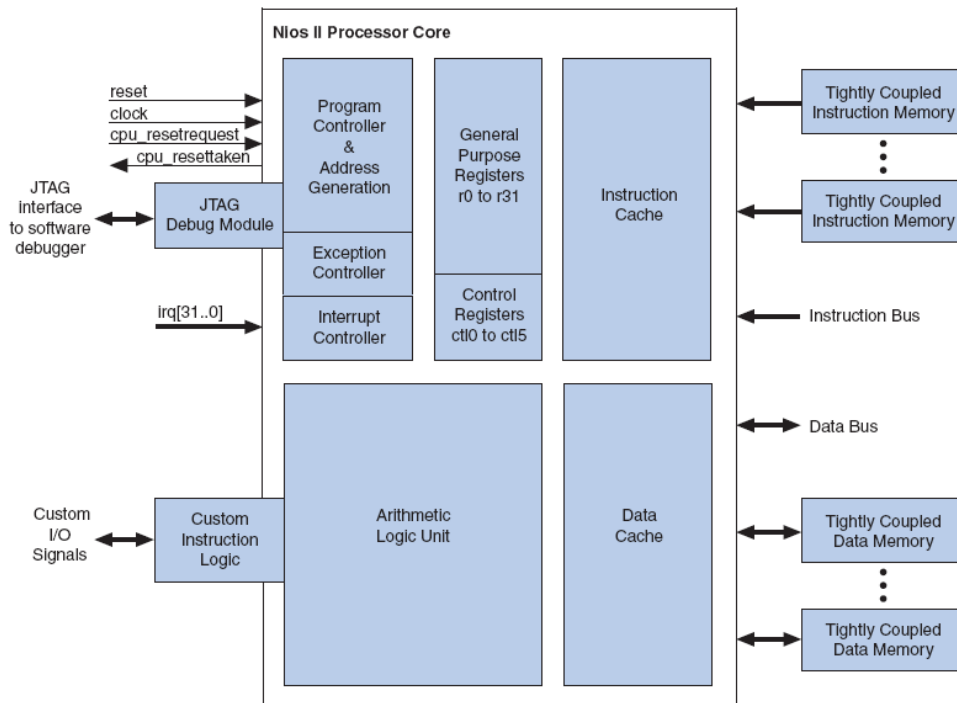 Nios II Processor Core
reset
clock
cpu_resetrequest
cpu_resettaken
JTAG
interface
to software
debugger
JTAG
Debug Module
irq[31..0]
Program
Controller
&
Address
Generation
Exception
Controller
Interrupt
Controller
General
Purpose
Registers
r0 to r31
Control
Registers
ctl0 to ctl5
Instruction
Cache
Tightly Coupled
Instruction Memory
Tightly Coupled
Instruction Memory
Instruction Bus
Data Bus
Custom
I/O
Signals
Custom
Instruction
Logic
Arithmetic
Logic Unit
Data
Cache
Tightly Coupled
Data Memory
Tightly Coupled
Data Memory